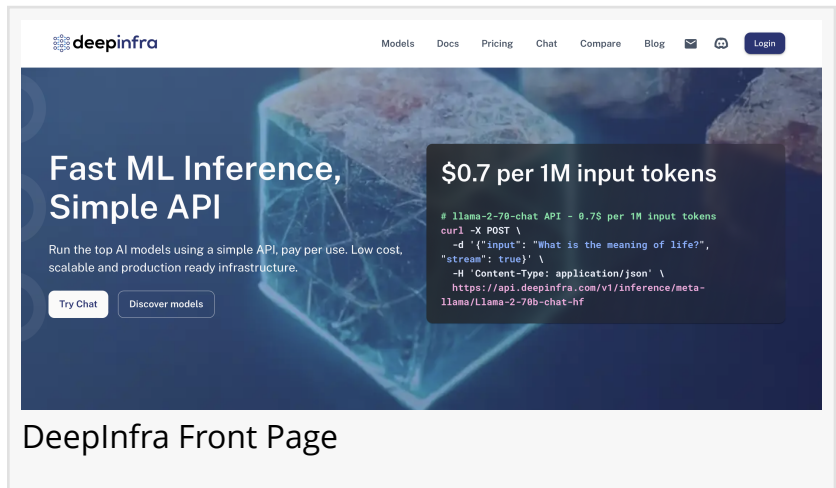 deepinfra
Models Docs Pricing Chat Compare Blog Login
Fast ML Inference,
Simple API
Run the top AI models using a simple API, pay per use. Low cost,
scalable and production ready infrastructure.
Try Chat Discover models
$0.7 per 1M input tokens
# llama-2-70-chat API - 0.7$ per 1M input tokens
curl -X POST \
-d '{"input": "What is the meaning of life?",
"stream": true}' \
-H 'Content-Type: application/json' \
https://api.deepinfra.com/v1/inference/meta-
llama/Llama-2-70b-chat-hf
DeepInfra Front Page